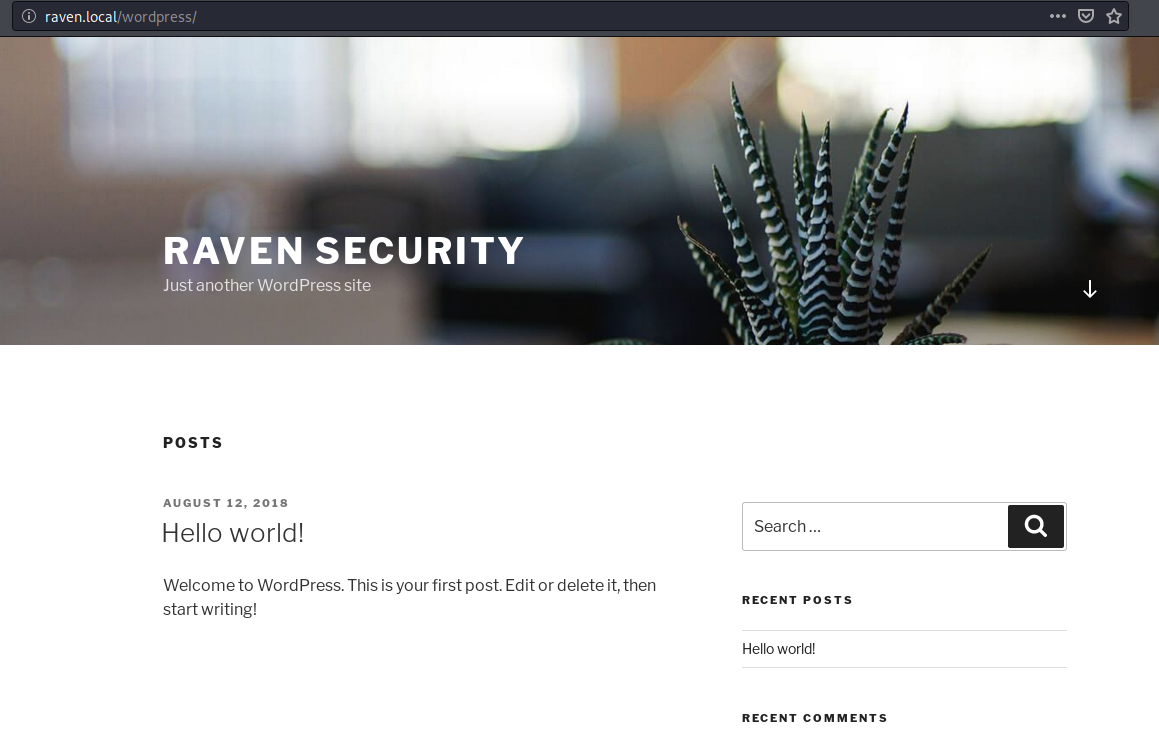 raven.local/wordpress/
RAVEN SECURITY
Just another WordPress site
POSTS
AUGUST 12, 2018
Hello world!
Welcome to WordPress. This is your first post. Edit or delete it, then
start writing!
Search …
RECENT POSTS
Hello world!
RECENT COMMENTS